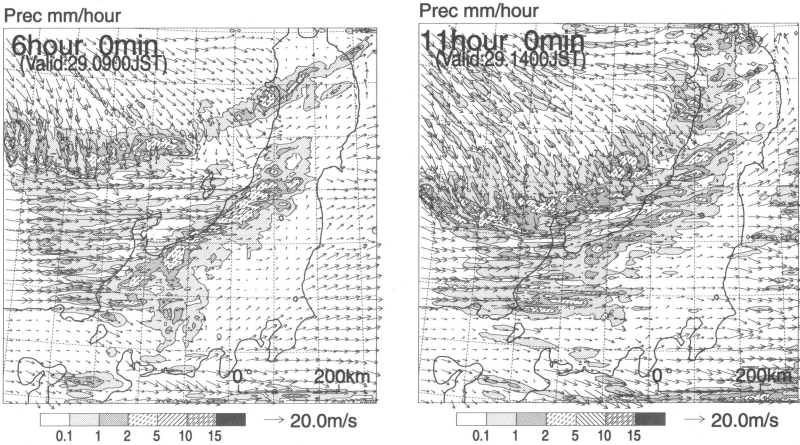 Prec mm/hour
6hour 0min
(Valid:29.0900JST)
0 200km
0.1 1 2 5 10 15
20.0m/s
Prec mm/hour
11hour 0min
(Valid:29.1400JST)
0 200km
0.1 1 2 5 10 15
20.0m/s